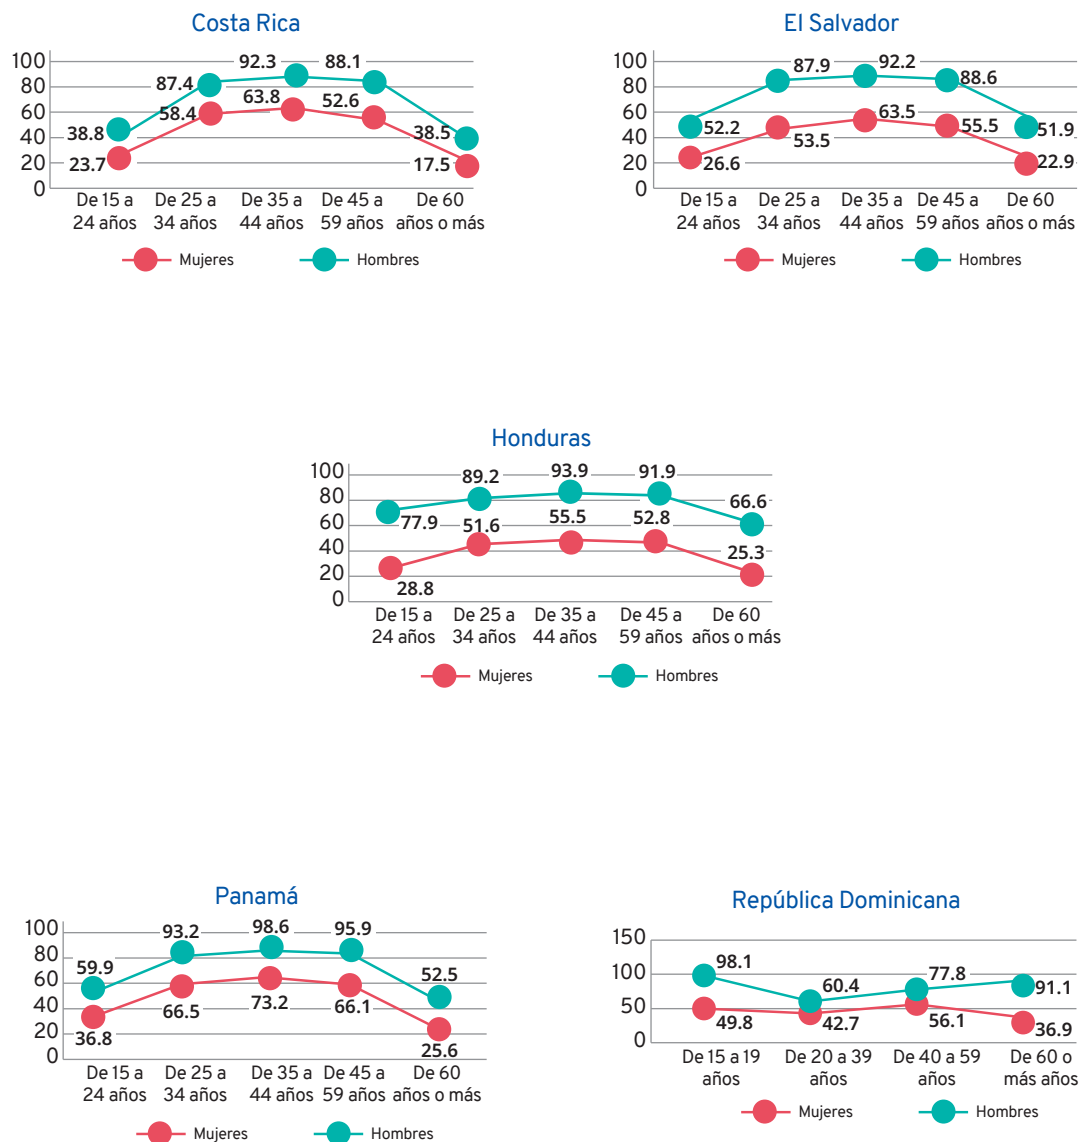 Costa Rica
100
80
60
40
20
0
38.8
87.4
92.3
88.1
38.5
23.7
58.4
63.8
52.6
17.5
De 15 a
24 años
De 25 a
34 años
De 35 a
44 años
De 45 a
59 años
De 60
años o más
Mujeres
Hombres
El Salvador
100
80
60
40
20
0
52.2
87.9
92.2
88.6
51.9
26.6
53.5
63.5
55.5
22.9
De 15 a
24 años
De 25 a
34 años
De 35 a
44 años
De 45 a
59 años
De 60
años o más
Mujeres
Hombres
Honduras
100
80
60
40
20
0
77.9
89.2
93.9
91.9
66.6
28.8
51.6
55.5
52.8
25.3
De 15 a
24 años
De 25 a
34 años
De 35 a
44 años
De 45 a
59 años
De 60
años o más
Mujeres
Hombres
Panamá
100
80
60
40
20
0
59.9
93.2
98.6
95.9
52.5
36.8
66.5
73.2
66.1
25.6
De 15 a
24 años
De 25 a
34 años
De 35 a
44 años
De 45 a
59 años
De 60
años o más
Mujeres
Hombres
República Dominicana
150
100
50
0
98.1
60.4
77.8
91.1
49.8
42.7
56.1
36.9
De 15 a 19
años
De 20 a 39
años
De 40 a 59
años
De 60 o
más años
Mujeres
Hombres